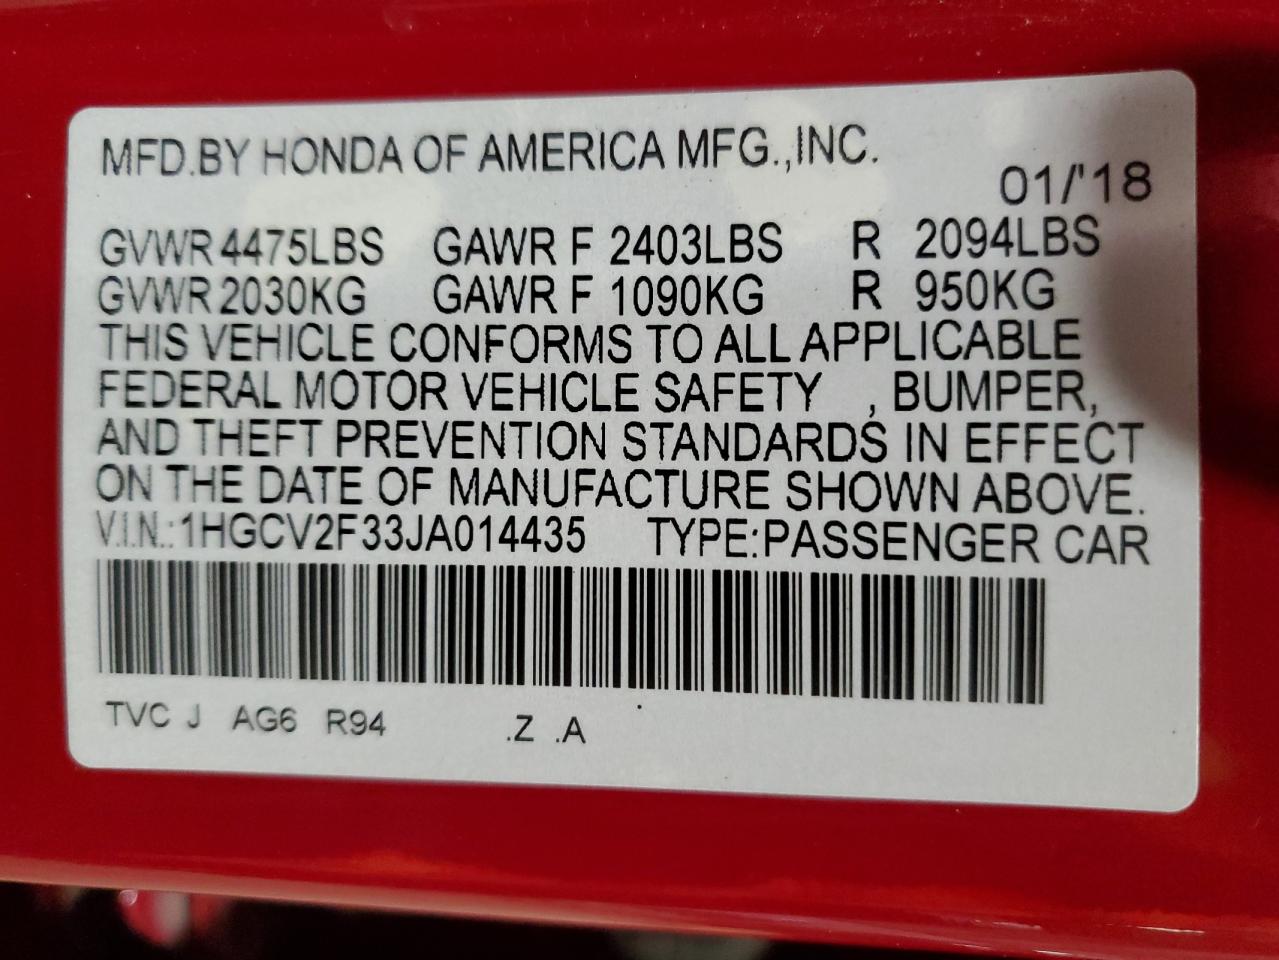 MFD.BY HONDA OF AMERICA MFG.,INC.
01/'18
GVWR 4475LBS GAWR F 2403LBS R 2094LBS
GVWR 2030KG GAWR F 1090KG R 950KG
THIS VEHICLE CONFORMS TO ALL APPLICABLE
FEDERAL MOTOR VEHICLE SAFETY , BUMPER,
AND THEFT PREVENTION STANDARDS IN EFFECT
ON THE DATE OF MANUFACTURE SHOWN ABOVE.
V.I.N.:1HGCV2F33JA014435 TYPE:PASSENGER CAR
TVC J AG6 R94 .Z .A